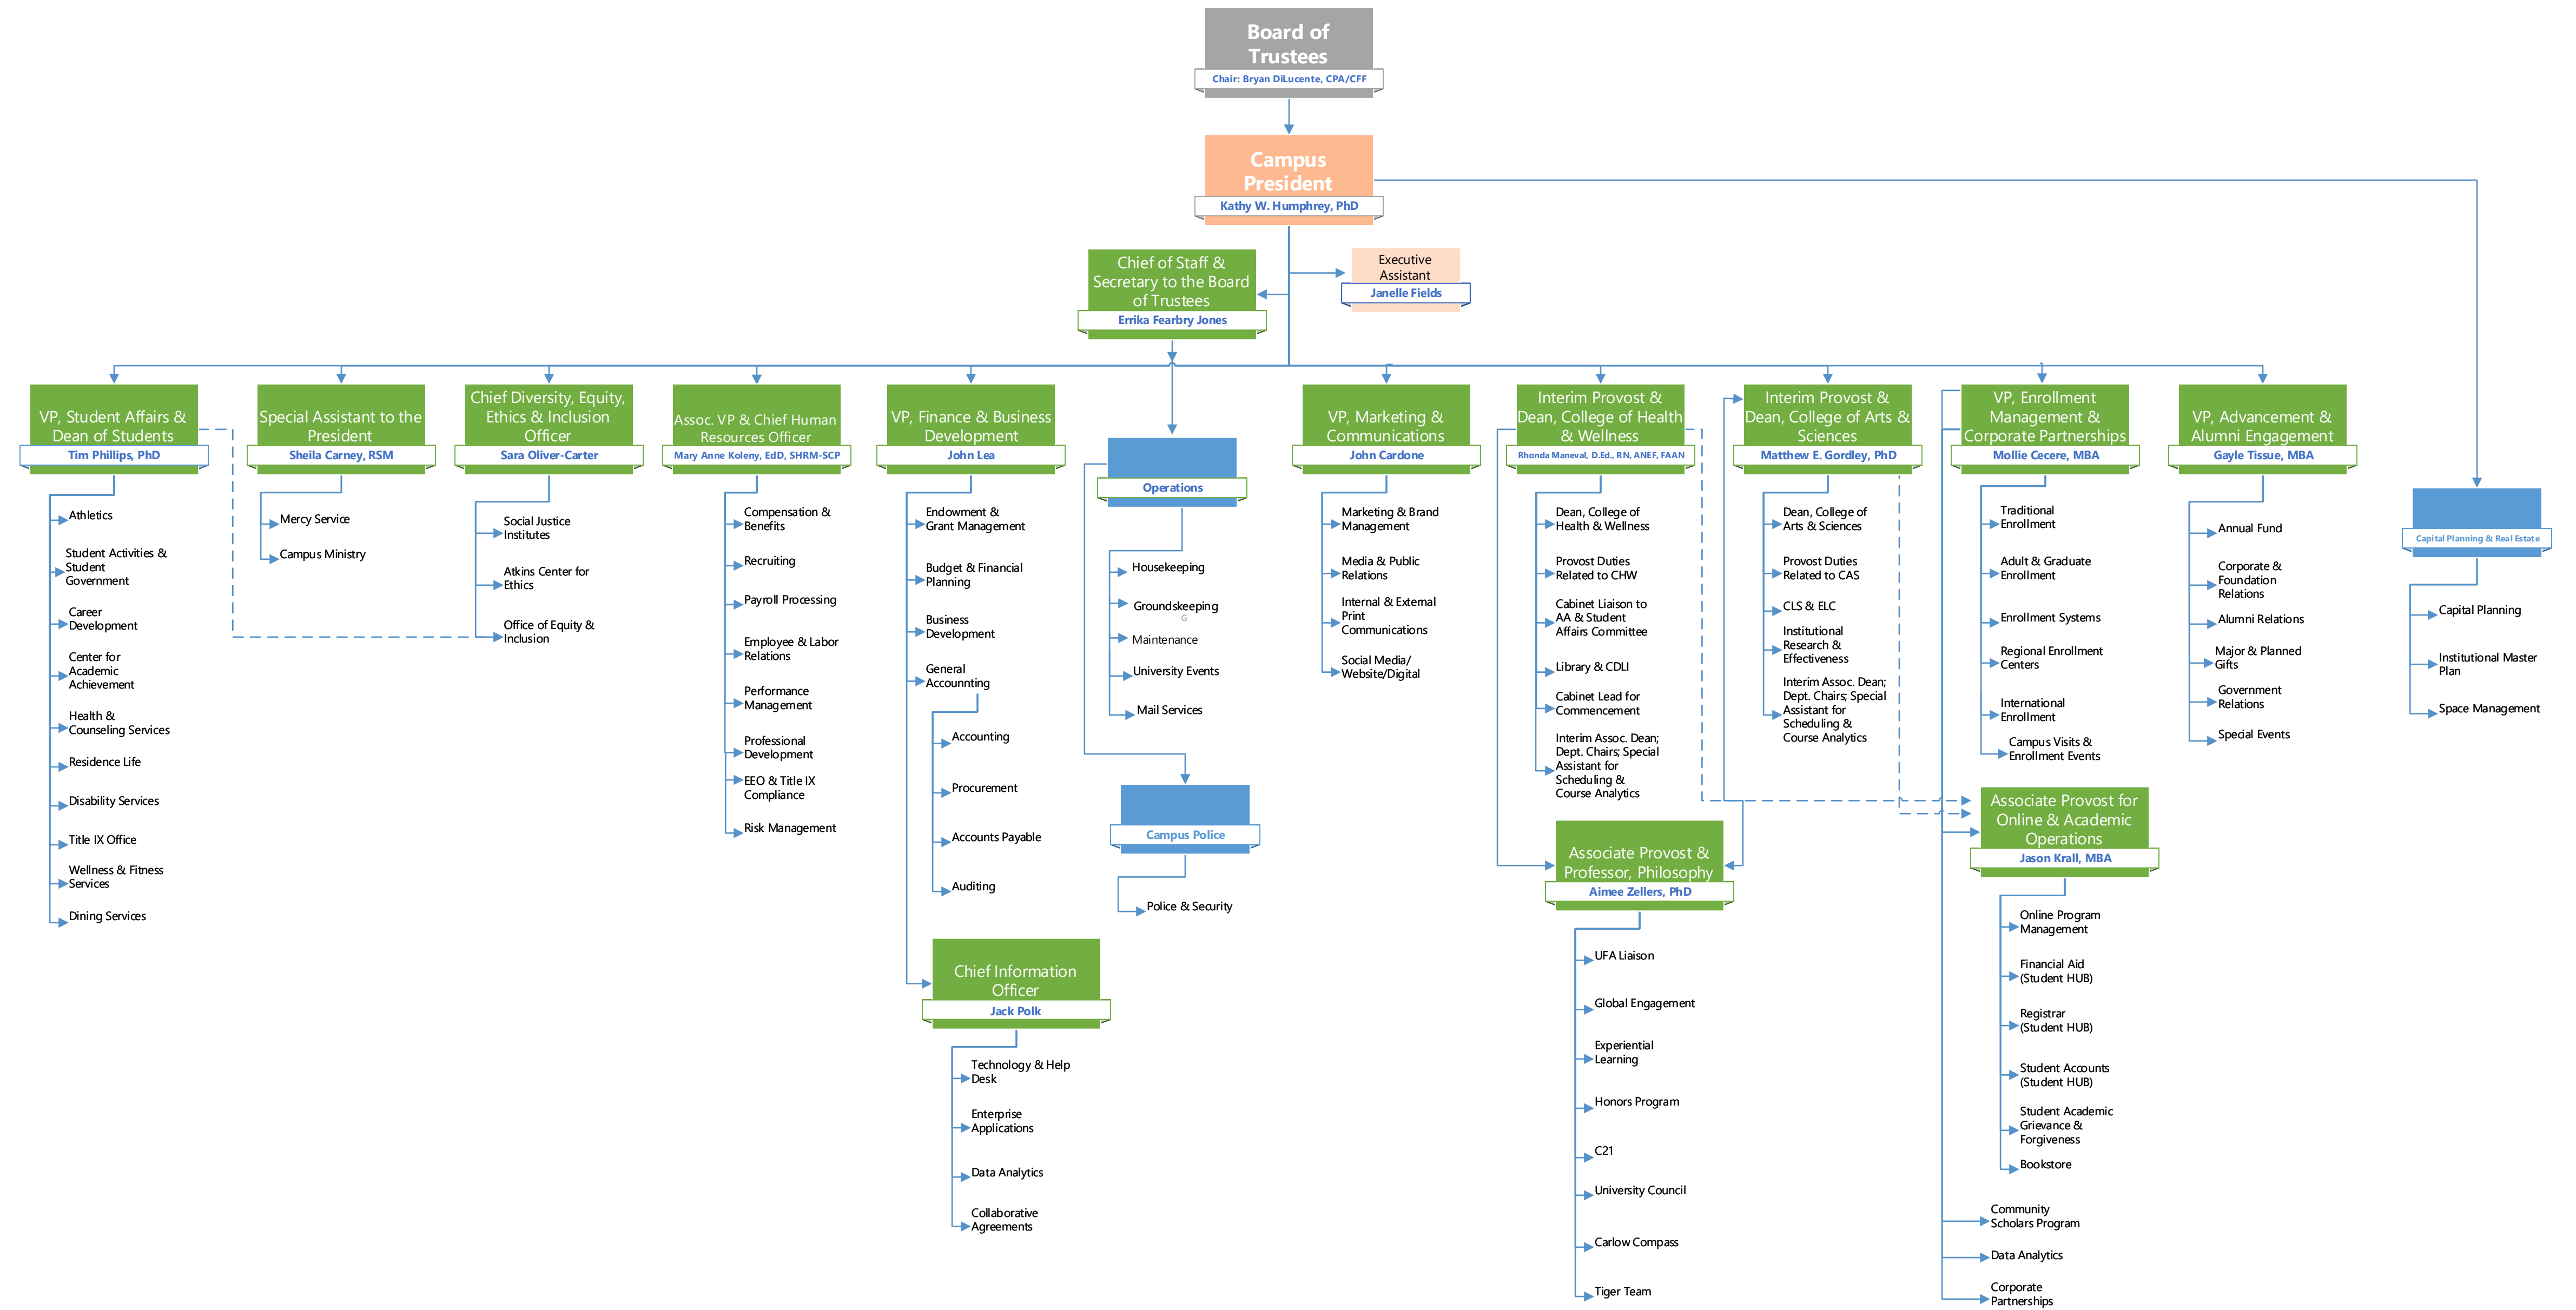 Board of
Trustees
Chair: Bryan DiLucente, CPA/CFF
Campus
President
Kathy W. Humphrey, PhD
Chief of Staff &
Secretary to the Board
of Trustees
Errika Fearbry Jones
Executive
Assistant
Janelle Fields
VP, Student Affairs &
Dean of Students
Tim Phillips, PhD
Athletics
Student Activities &
Student
Government
Career
Development
Center for
Academic
Achievement
Health &
Counseling Services
Residence Life
Disability Services
Title IX Office
Wellness & Fitness
Services
Dining Services
Special Assistant to the
President
Sheila Carney, RSM
Mercy Service
Campus Ministry
Chief Diversity, Equity,
Ethics & Inclusion
Officer
Sara Oliver-Carter
Social Justice
Institutes
Atkins Center for
Ethics
Office of Equity &
Inclusion
Assoc. VP & Chief Human
Resources Officer
Mary Anne Koleny, EdD, SHRM-SCP
Compensation &
Benefits
Recruiting
Payroll Processing
Employee & Labor
Relations
Performance
Management
Professional
Development
EEO & Title IX
Compliance
Risk Management
VP, Finance & Business
Development
John Lea
Endowment &
Grant Management
Budget & Financial
Planning
Business
Development
General
Accounnting
Accounting
Procurement
Accounts Payable
Auditing
Chief Information
Officer
Jack Polk
Technology & Help
Desk
Enterprise
Applications
Data Analytics
Collaborative
Agreements
Operations
Housekeeping
Groundskeeping
G
Maintenance
University Events
Mail Services
Campus Police
Police & Security
VP, Marketing &
Communications
John Cardone
Marketing & Brand
Management
Media & Public
Relations
Internal & External
Print
Communications
Social Media/
Website/Digital
Interim Provost &
Dean, College of Health
& Wellness
Rhonda Maneval, D.Ed., RN, ANEF, FAAN
Dean, College of
Health & Wellness
Provost Duties
Related to CHW
Cabinet Liaison to
AA & Student
Affairs Committee
Library & CDLI
Cabinet Lead for
Commencement
Interim Assoc. Dean;
Dept. Chairs; Special
Assistant for
Scheduling &
Course Analytics
Associate Provost &
Professor, Philosophy
Aimee Zellers, PhD
UFA Liaison
Global Engagement
Experiential
Learning
Honors Program
C21
University Council
Carlow Compass
Tiger Team
Interim Provost &
Dean, College of Arts &
Sciences
Matthew E. Gordley, PhD
Dean, College of
Arts & Sciences
Provost Duties
Related to CAS
CLS & ELC
Institutional
Research &
Effectiveness
Interim Assoc. Dean;
Dept. Chairs; Special
Assistant for
Scheduling &
Course Analytics
VP, Enrollment
Management &
Corporate Partnerships
Mollie Cecere, MBA
Traditional
Enrollment
Adult & Graduate
Enrollment
Enrollment Systems
Regional Enrollment
Centers
International
Enrollment
Campus Visits &
Enrollment Events
Associate Provost for
Online & Academic
Operations
Jason Krall, MBA
Online Program
Management
Financial Aid
(Student HUB)
Registrar
(Student HUB)
Student Accounts
(Student HUB)
Student Academic
Grievance &
Forgiveness
Bookstore
Community
Scholars Program
Data Analytics
Corporate
Partnerships
VP, Advancement &
Alumni Engagement
Gayle Tissue, MBA
Annual Fund
Corporate &
Foundation
Relations
Alumni Relations
Major & Planned
Gifts
Government
Relations
Special Events
Capital Planning & Real Estate
Capital Planning
Institutional Master
Plan
Space Management